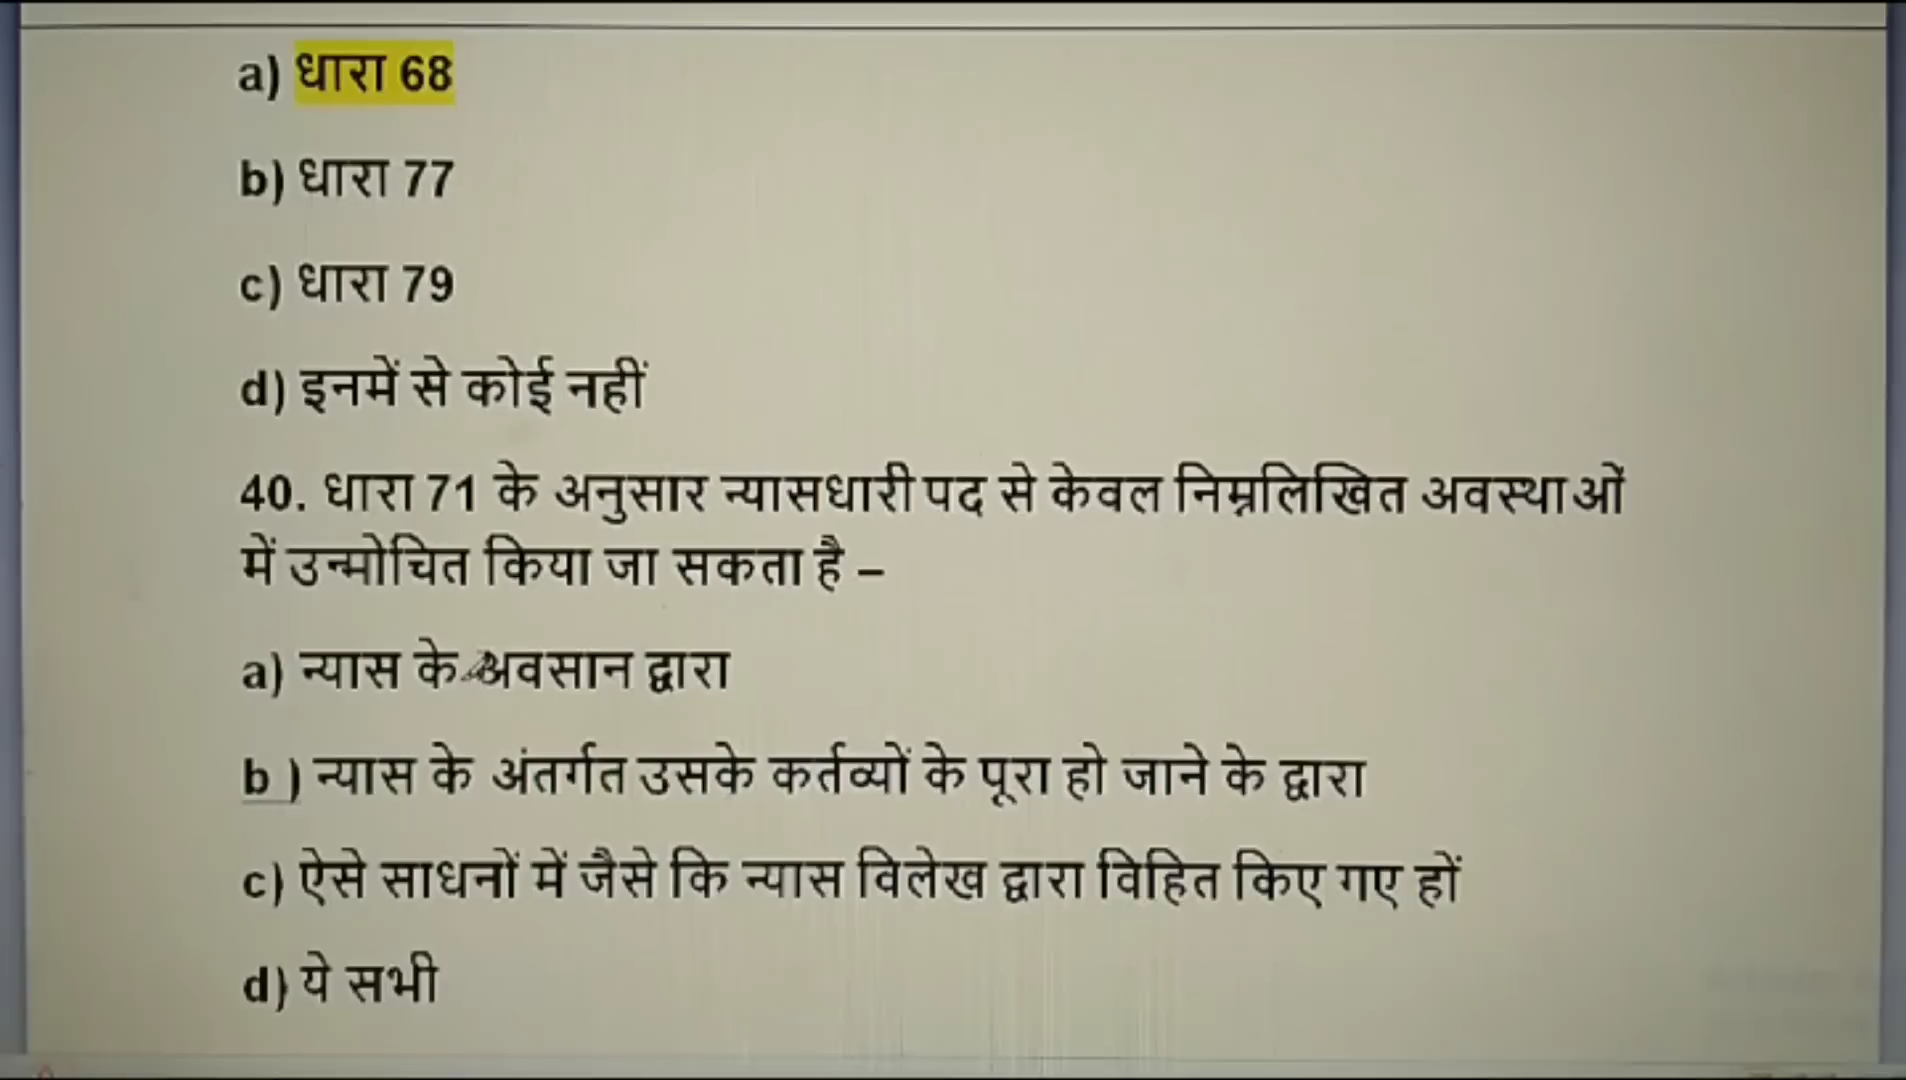 a) धारा 68
b) धारा 77
c) धारा 79
d) इनमें से कोई नहीं
40. धारा 71 के अनुसार न्यासधारी पद से केवल निम्नलिखित अवस्थाओं
में उन्मोचित किया जा सकता है –
a) न्यास के अवसान द्वारा
b ) न्यास के अंतर्गत उसके कर्तव्यों के पूरा हो जाने के द्वारा
c) ऐसे साधनों में जैसे कि न्यास विलेख द्वारा विहित किए गए हों
d) ये सभी